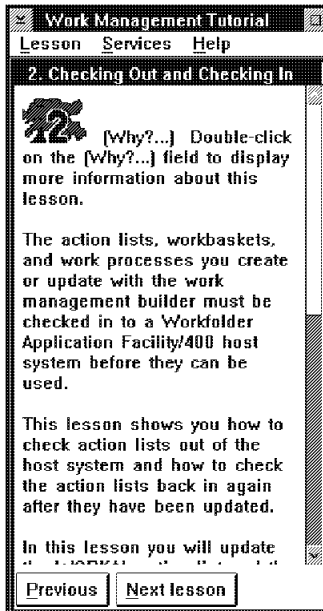 Work Management Tutorial
Lesson Services Help
2. Checking Out and Checking In
2 (Why?...) Double-click
on the (Why?...) field to display
more information about this
lesson.
The action lists, workbaskets,
and work processes you create
or update with the work
management builder must be
checked in to a Workfolder
Application Facility/400 host
system before they can be
used.
This lesson shows you how to
check action lists out of the
host system and how to check
the action lists back in again
after they have been updated.
In this lesson you will update
Previous Next lesson